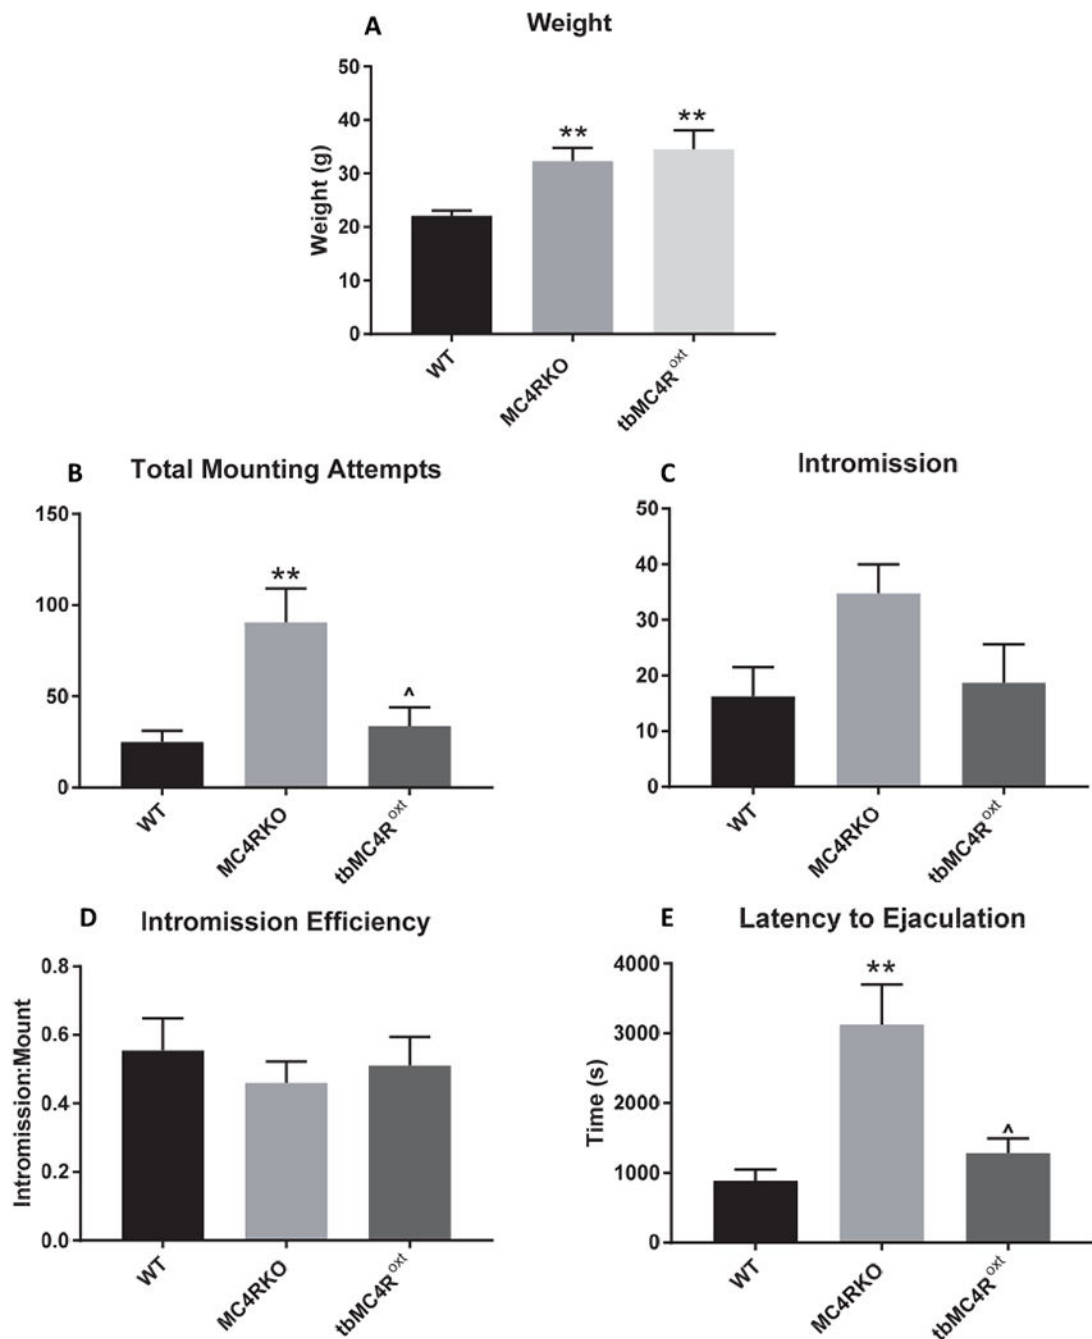 A Weight
50
40
30
20
10
0
Weight (g)
**
**
WT
MC4RKO
tbMC4R^oxt
B Total Mounting Attempts
150
100
50
0
**
^
WT
MC4RKO
tbMC4R^oxt
C Intromission
50
40
30
20
10
0
WT
MC4RKO
tbMC4R^oxt
D Intromission Efficiency
0.8
0.6
0.4
0.2
0.0
Intromission:Mount
WT
MC4RKO
tbMC4R^oxt
E Latency to Ejaculation
4000
3000
2000
1000
0
Time (s)
**
^
WT
MC4RKO
tbMC4R^oxt